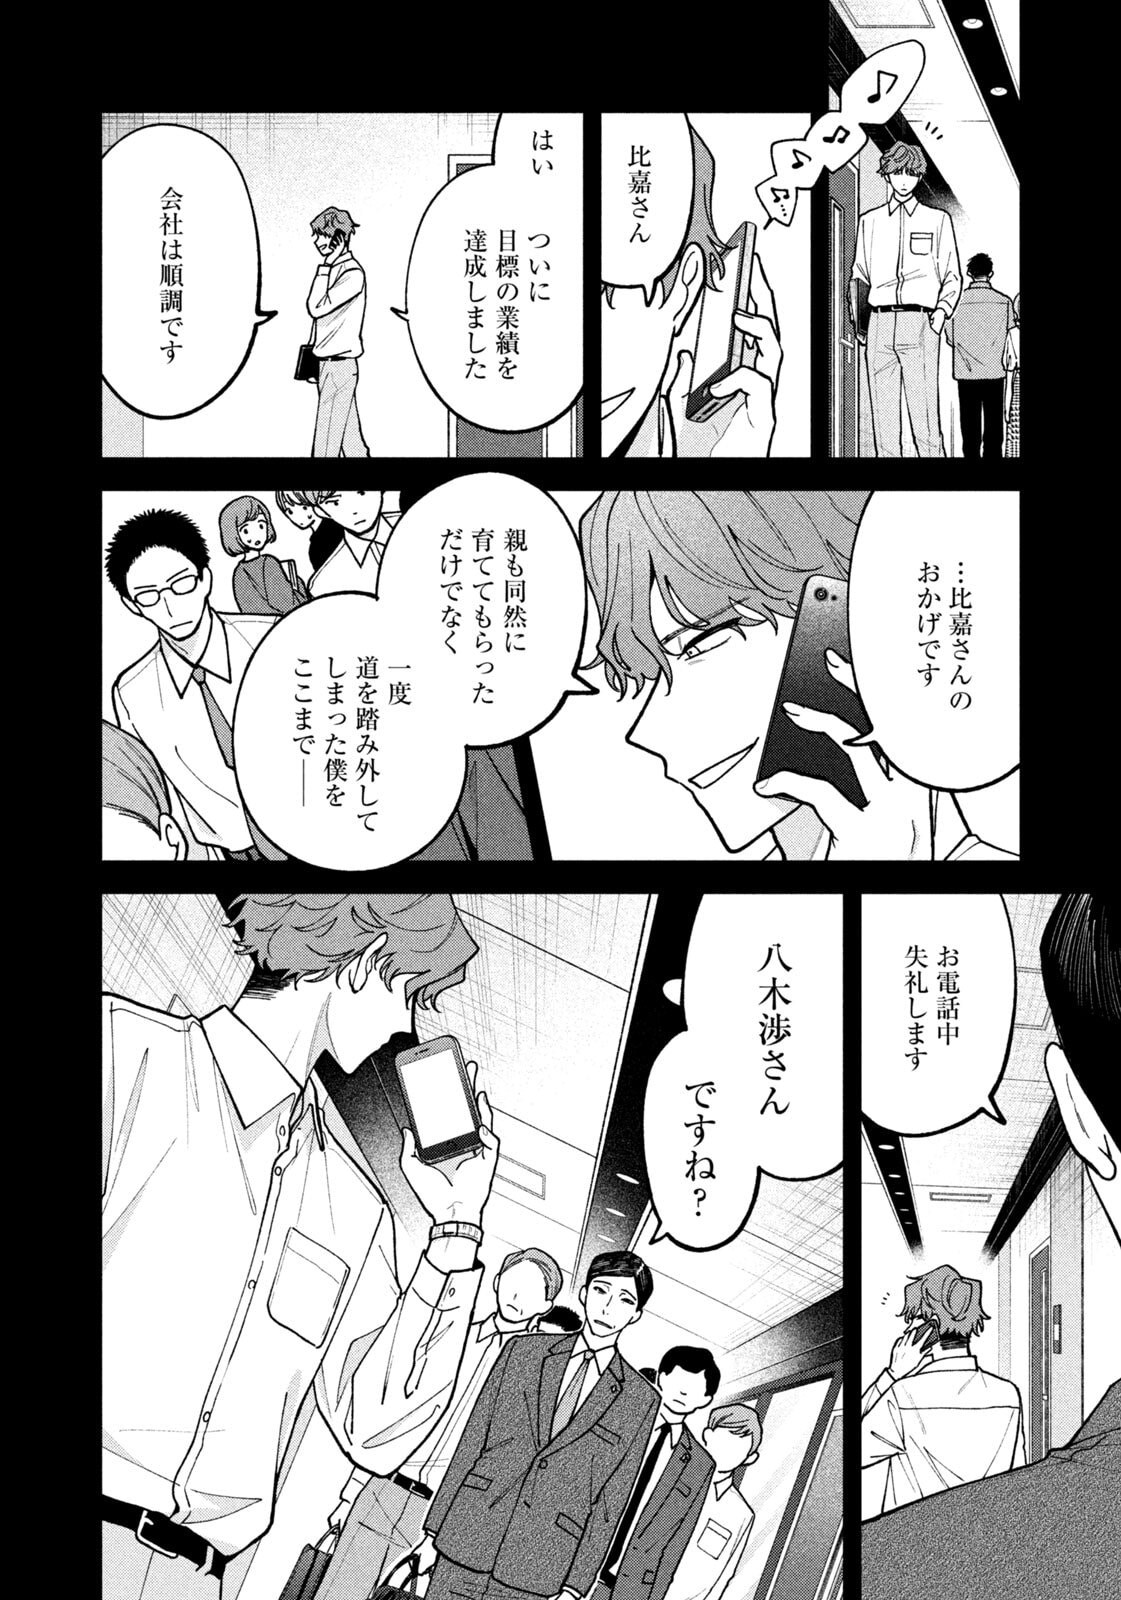 比嘉さん
はい
ついに
目標の業績を
達成しました
会社は順調です
…比嘉さんの
おかげです
親も同然に
育ててもらった
だけでなく
一度
道を踏み外して
しまった僕を
ここまで――
お電話中
失礼します
八木渉さん
ですね？